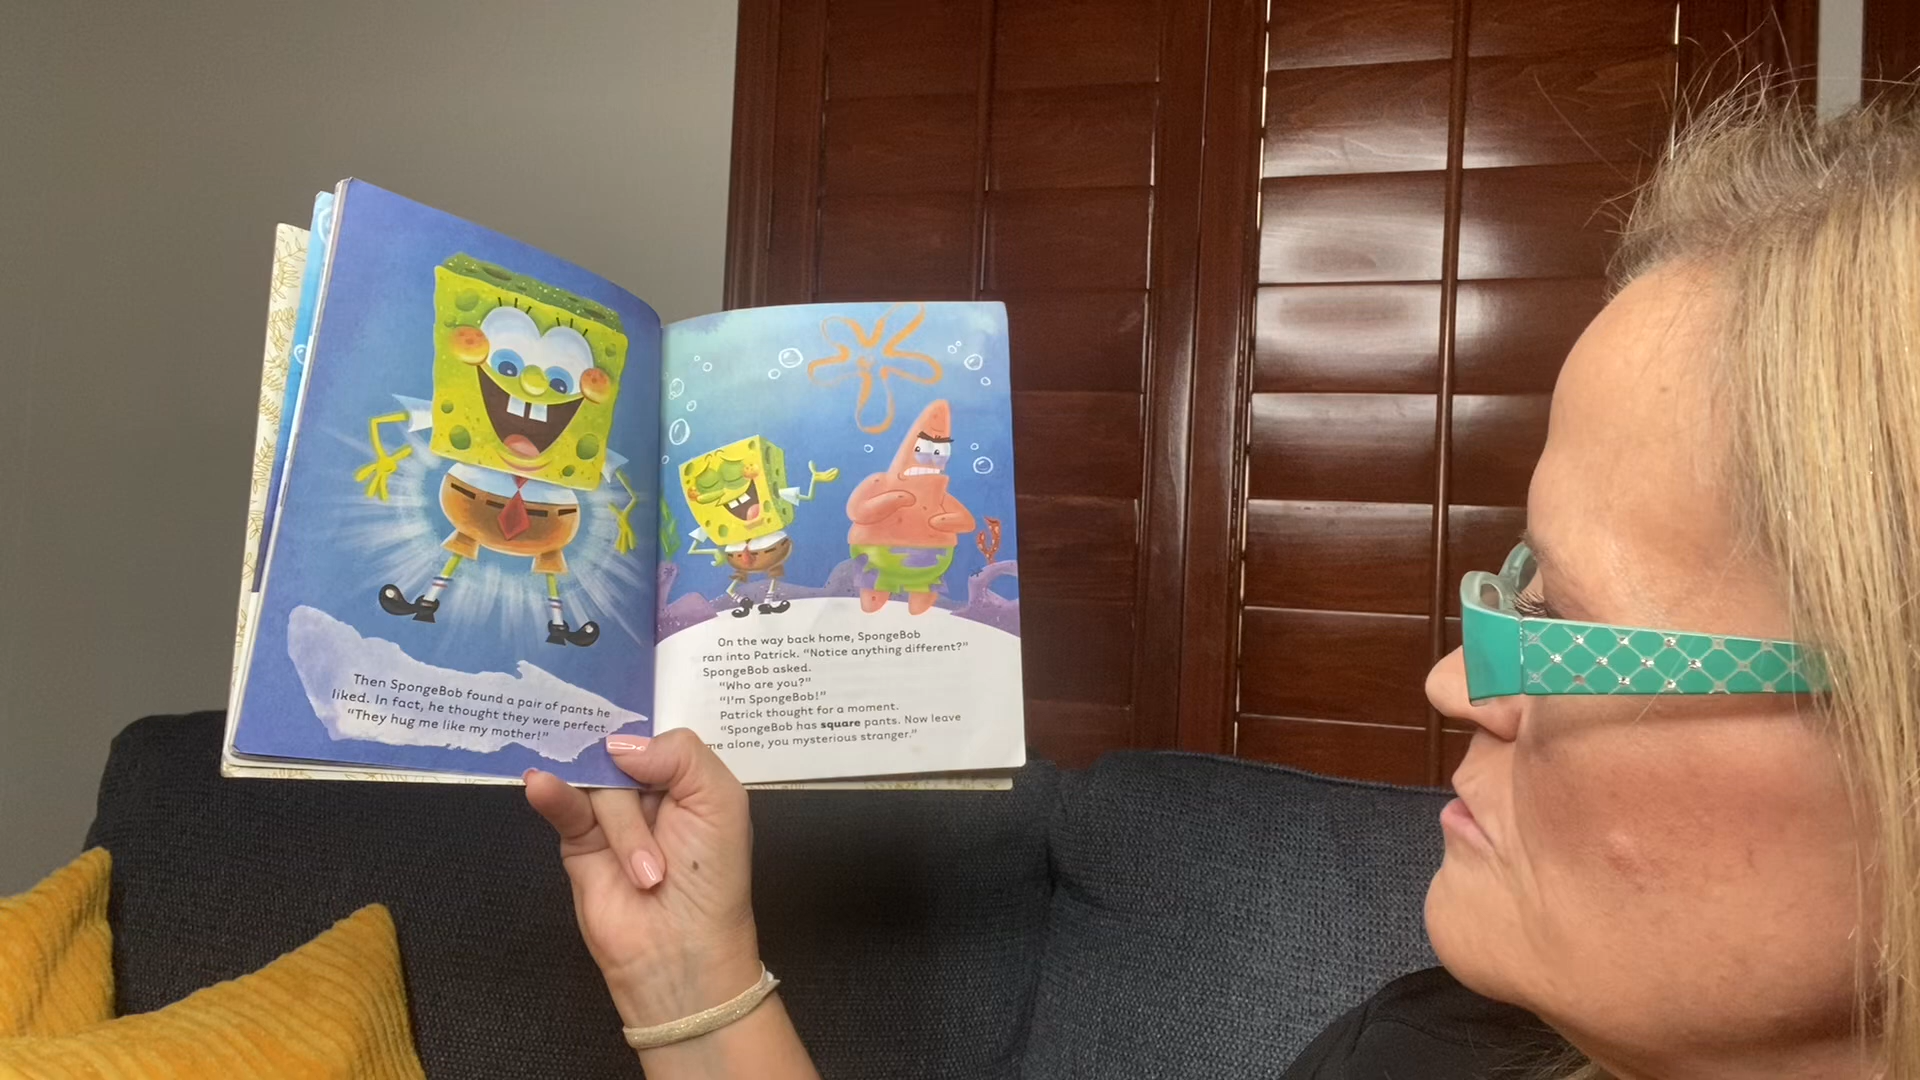 Then SpongeBob found a pair of pants he
liked. In fact, he thought they were perfect.
"They hug me like my mother!"
On the way back home, SpongeBob
ran into Patrick. "Notice anything different?"
SpongeBob asked.
"Who are you?"
"I'm SpongeBob!"
Patrick thought for a moment.
"SpongeBob has square pants. Now leave
me alone, you mysterious stranger."